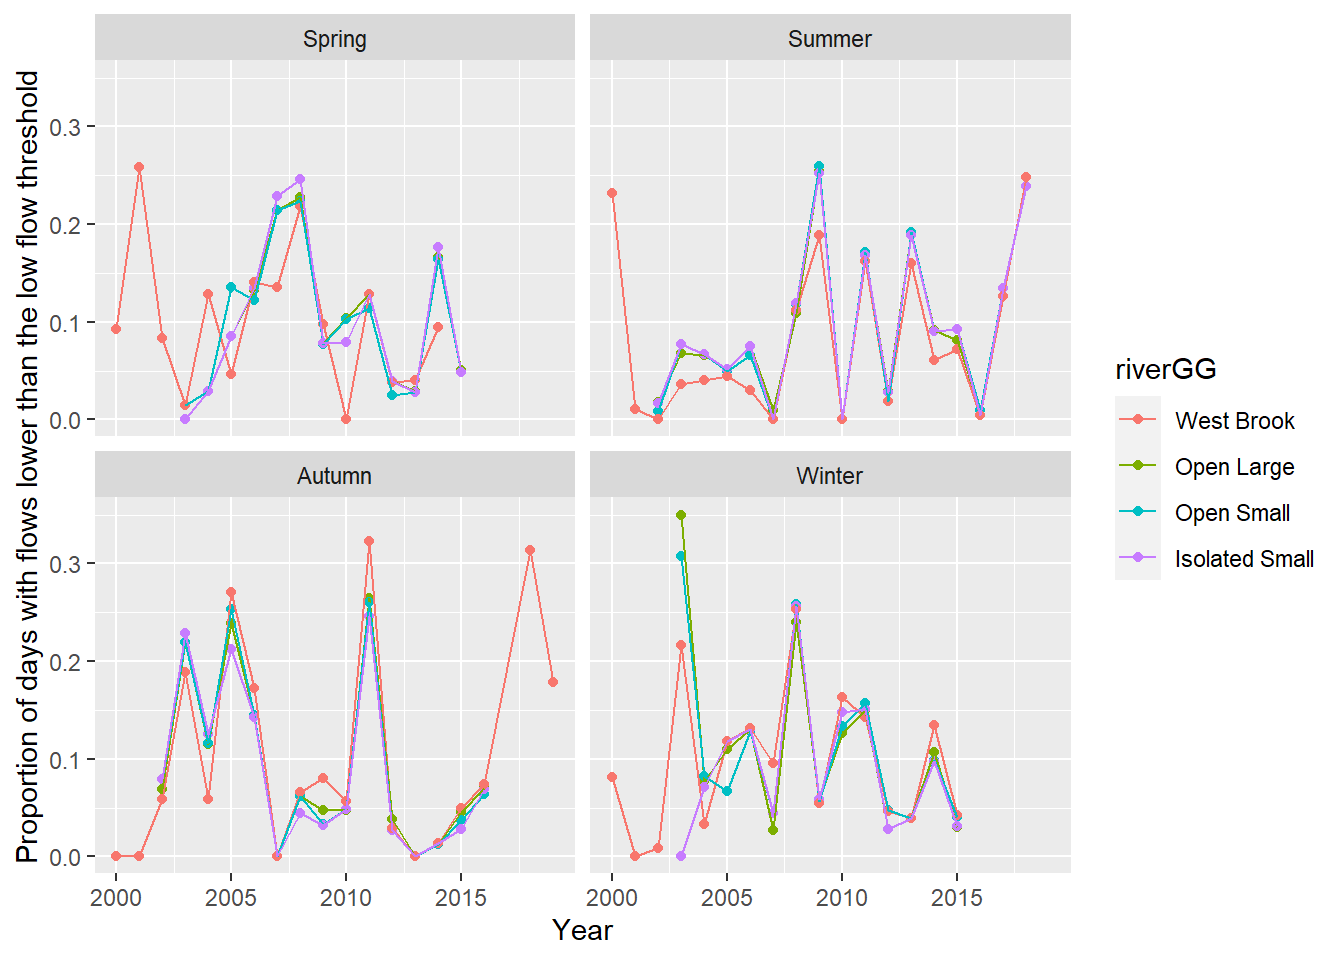 Spring
Summer
Proportion of days with flows lower than the low flow threshold
0.3
0.2
0.1
0.0
Autumn
Winter
0.3
0.2
0.1
0.0
2000
2005
2010
2015
2000
2005
2010
2015
Year
riverGG
West Brook
Open Large
Open Small
Isolated Small